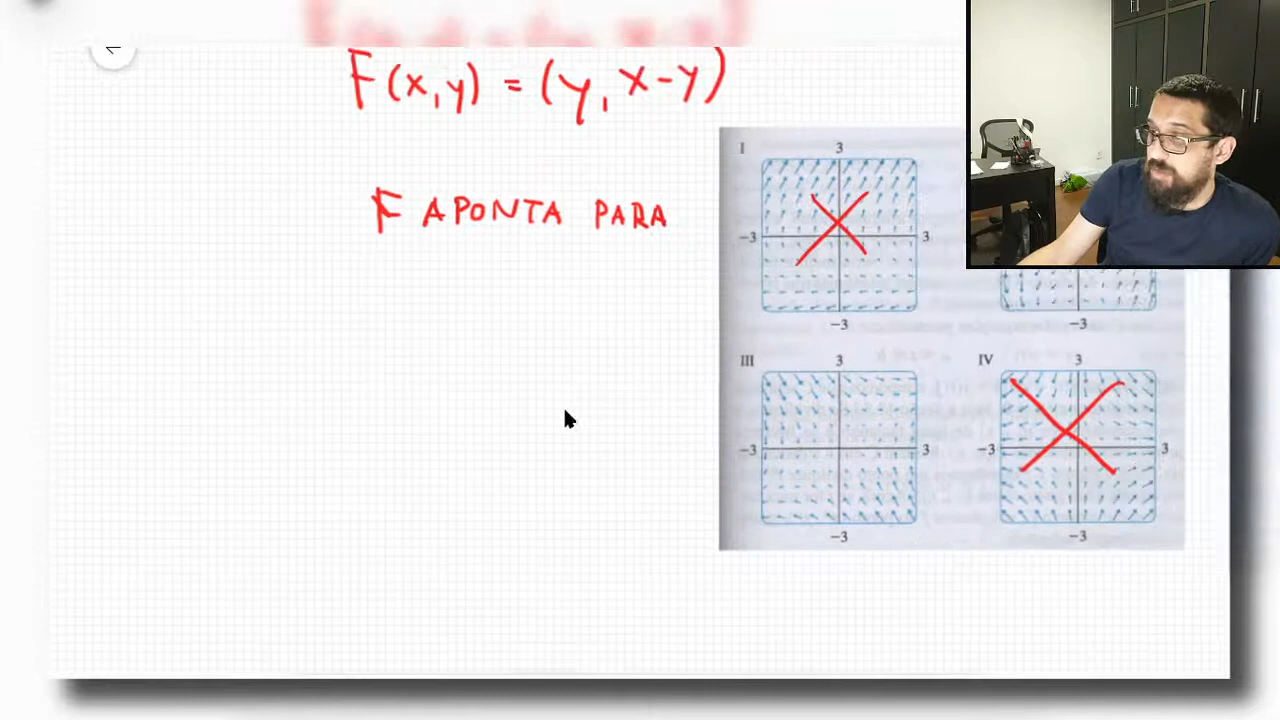 F(x,y) = (y, x-y)
F APONTA PARA
I
3
-3
3
-3
-3
III
3
IV
3
-3
3
-3
3
-3
-3